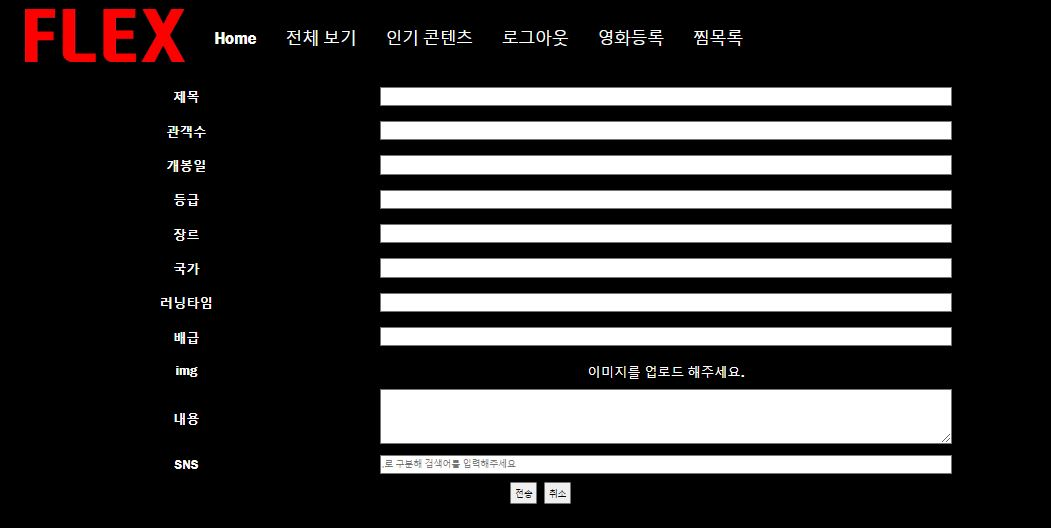 FLEX Home 전체 보기 인기 콘텐츠 로그아웃 영화등록 찜목록
제목
관객수
개봉일
등급
장르
국가
러닝타임
배급
img 이미지를 업로드 해주세요.
내용
SNS ,로 구분해 검색어를 입력해주세요
전송 취소